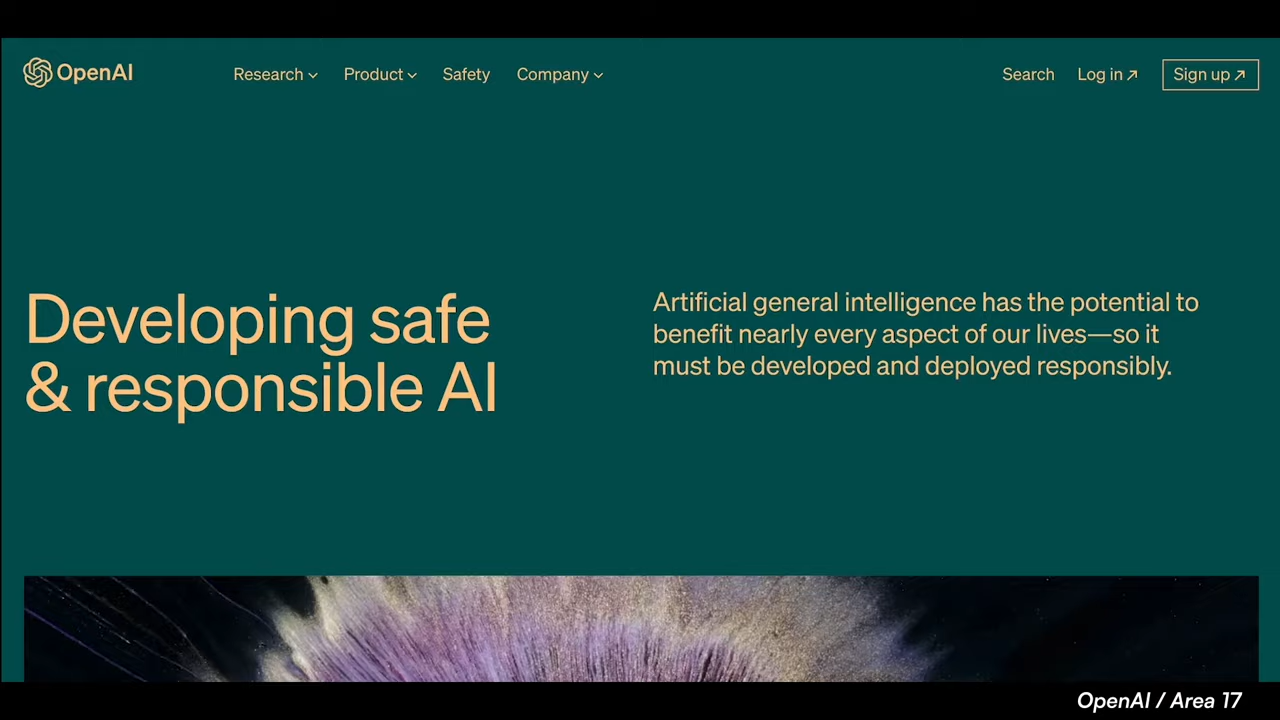 OpenAI
Research
Product
Safety
Company
Search
Log in
Sign up
Developing safe
& responsible AI
Artificial general intelligence has the potential to
benefit nearly every aspect of our lives—so it
must be developed and deployed responsibly.
OpenAI / Area 17